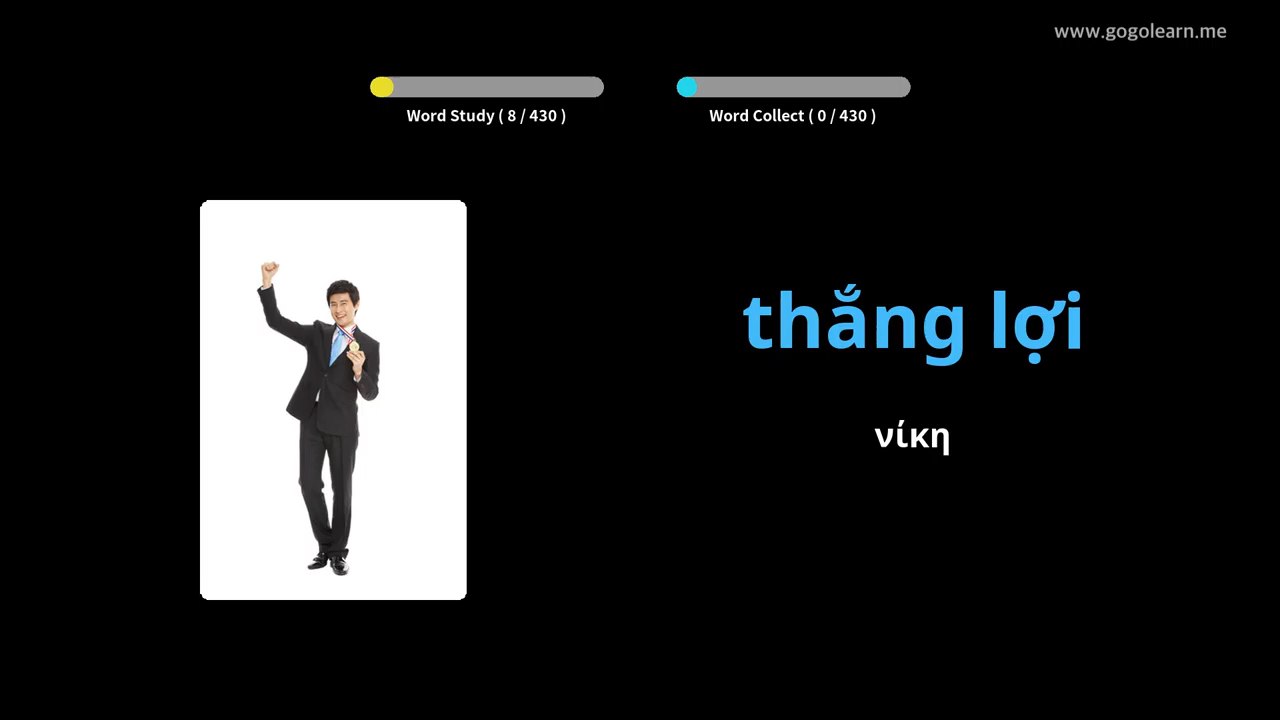 www.gogolearn.me
Word Study ( 8 / 430 )
Word Collect ( 0 / 430 )
thắng lợi
νίκη